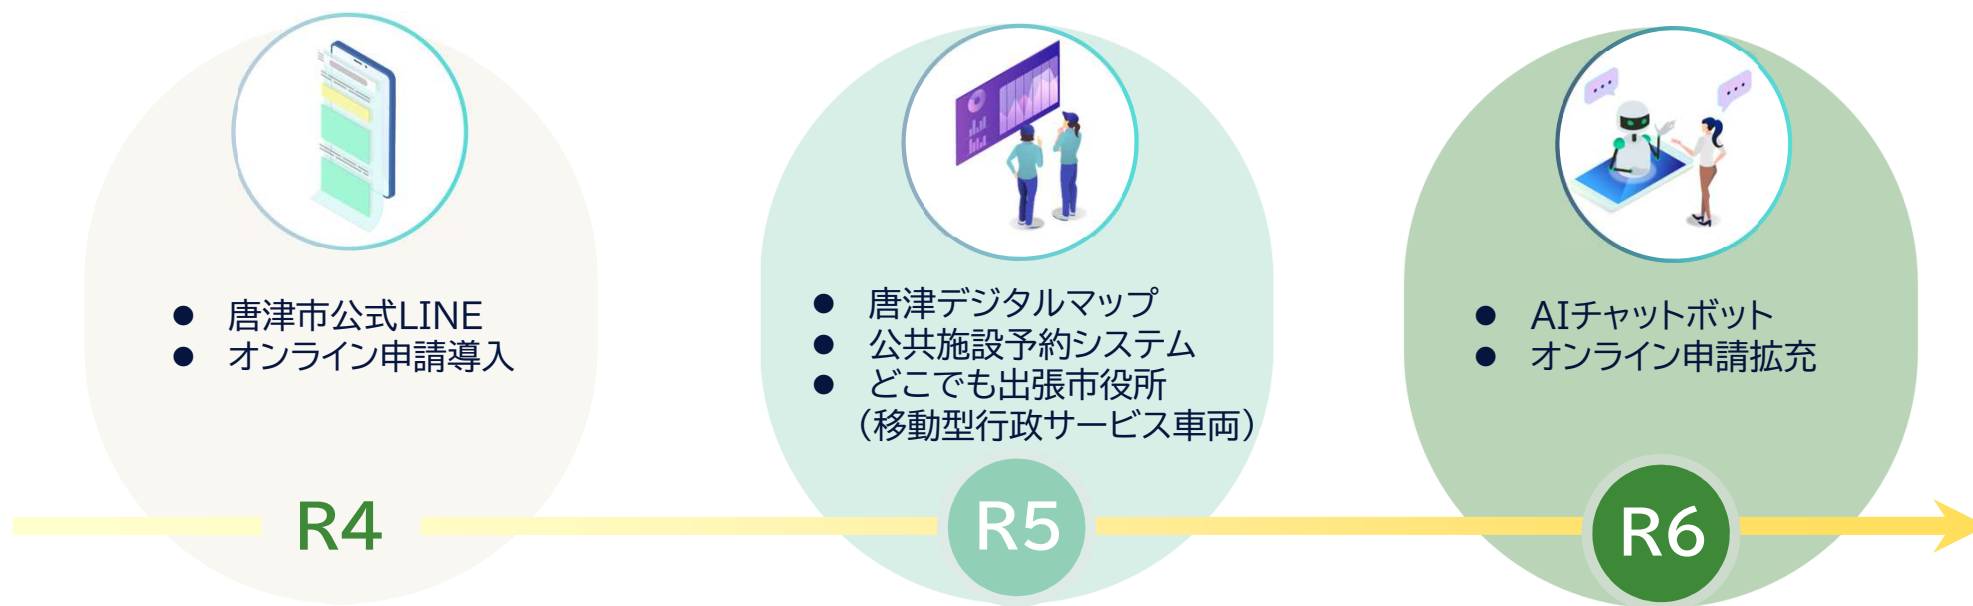 ● 唐津市公式LINE
● オンライン申請導入
R4
● 唐津デジタルマップ
● 公共施設予約システム
● どこでも出張市役所
（移動型行政サービス車両）
R5
● AIチャットボット
● オンライン申請拡充
R6